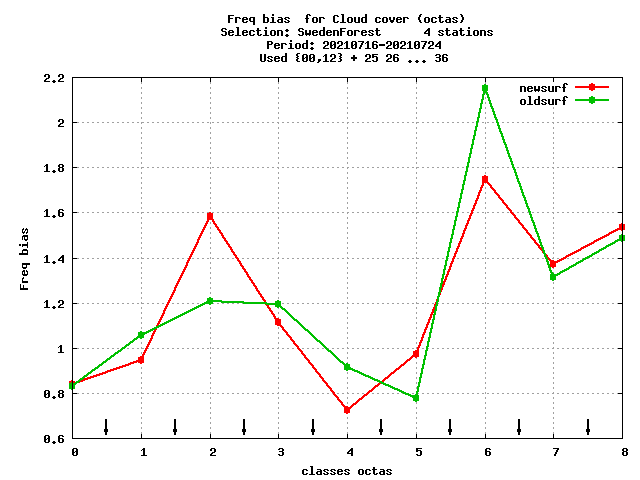 Freq bias  for Cloud cover (octas)
Selection: SwedenForest      4 stations
Period: 20210716-20210724
Used {00,12} + 25 26 ... 36
newsurf
oldsurf
2.2
2
1.8
1.6
1.4
1.2
1
0.8
0.6
Freq bias
0 1 2 3 4 5 6 7 8
classes octas